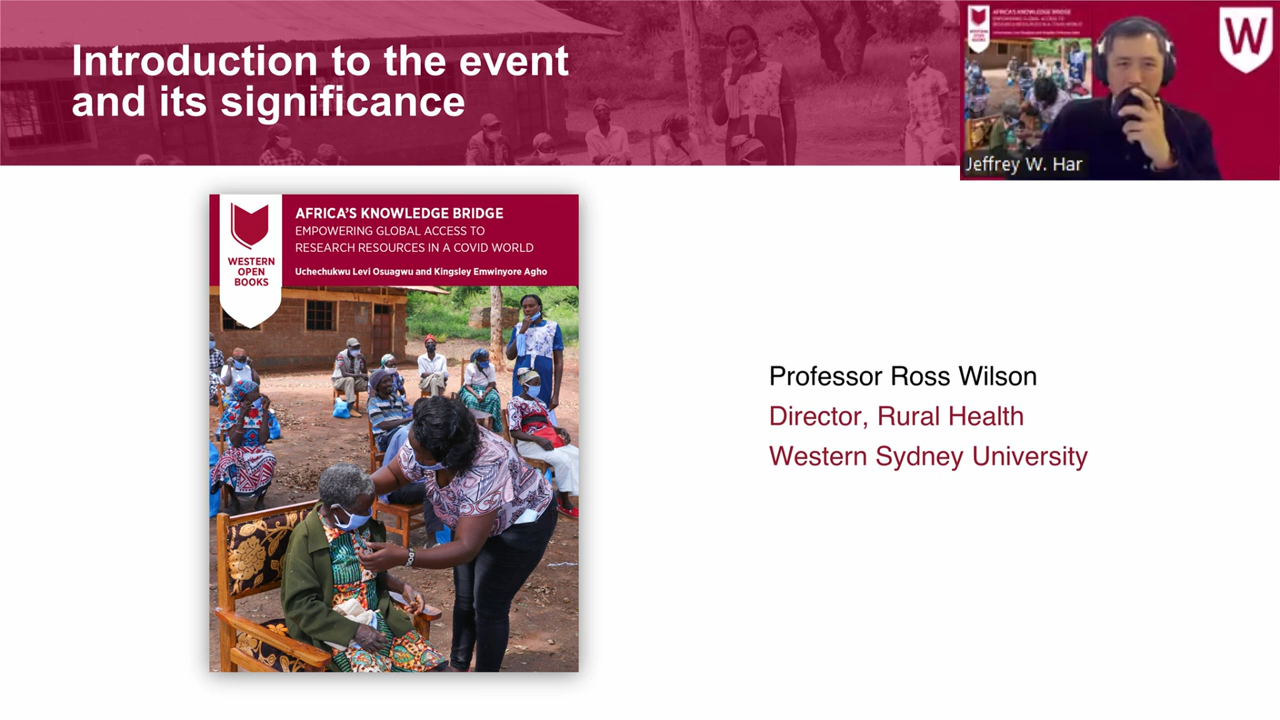 Introduction to the event
and its significance
W
Jeffrey W. Har
WESTERN
OPEN
BOOKS
AFRICA'S KNOWLEDGE BRIDGE
EMPOWERING GLOBAL ACCESS TO
RESEARCH RESOURCES IN A COVID WORLD
Uchechukwu Levi Osuagwu and Kingsley Emwinyore Agho
Professor Ross Wilson
Director, Rural Health
Western Sydney University